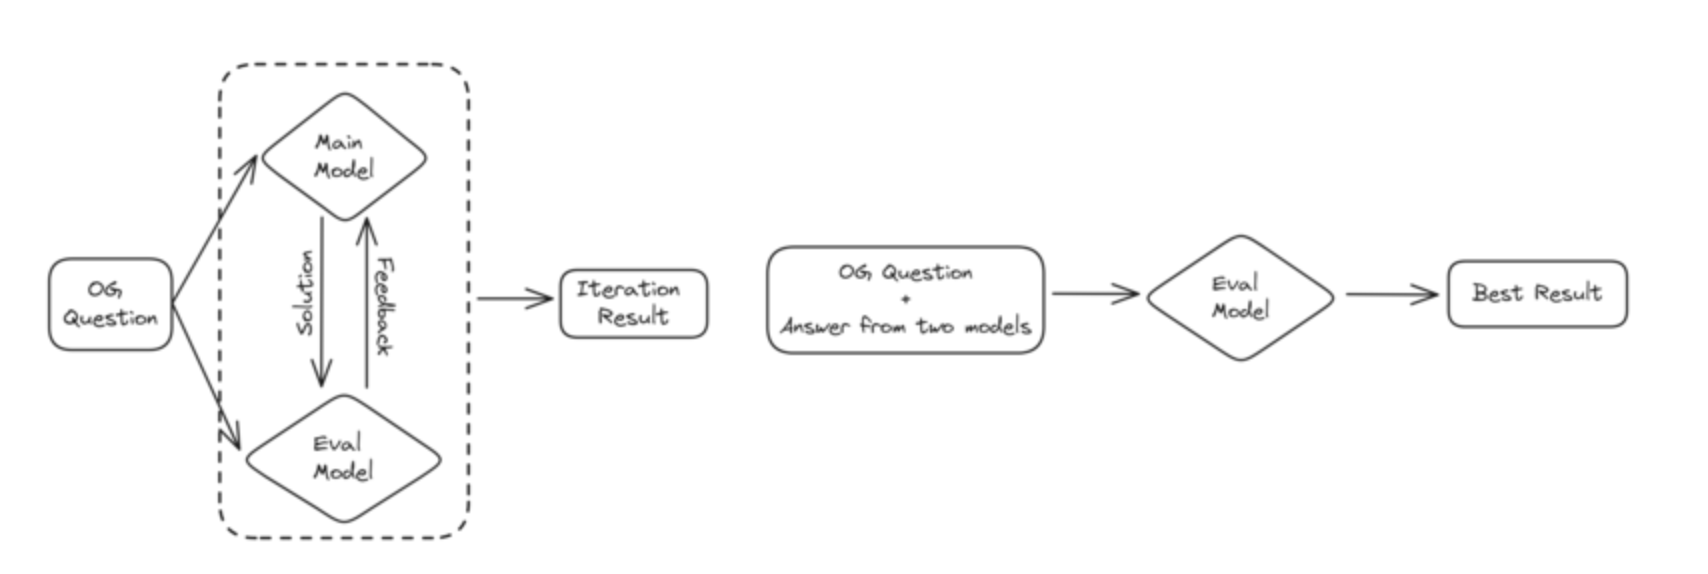 OG
Question
Main
Model
Solution
Feedback
Eval
Model
Iteration
Result
OG Question
+
Answer from two models
Eval
Model
Best Result